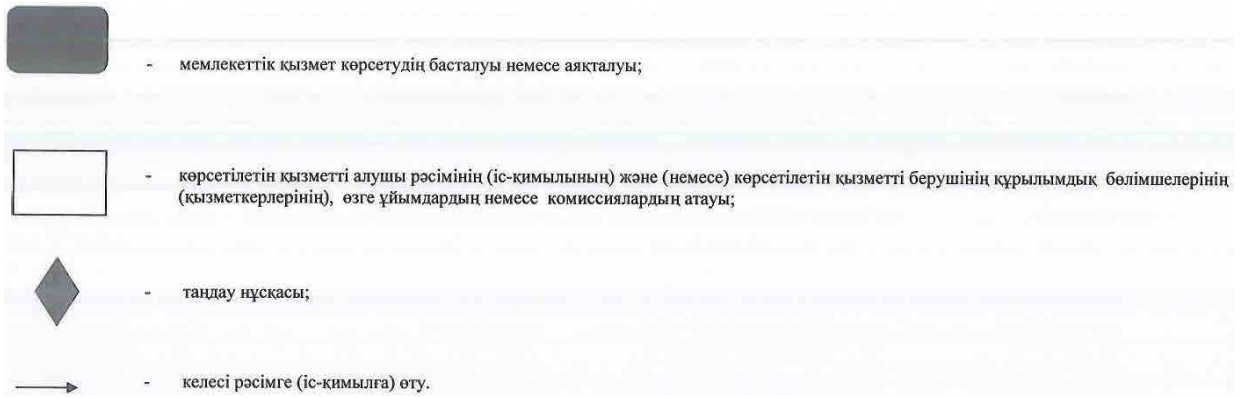 - мемлекеттік қызмет көрсетудің басталуы немесе аяқталуы;
- көрсетілетін қызметті алушы рәсімінің (іс-қимылының) және (немесе) көрсетілетін қызметті берушінің құрылымдық бөлімшелерінің
(қызметкерлерінің), өзге ұйымдардың немесе комиссиялардың атауы;
- таңдау нұсқасы;
- келесі рәсімге (іс-қимылға) өту.